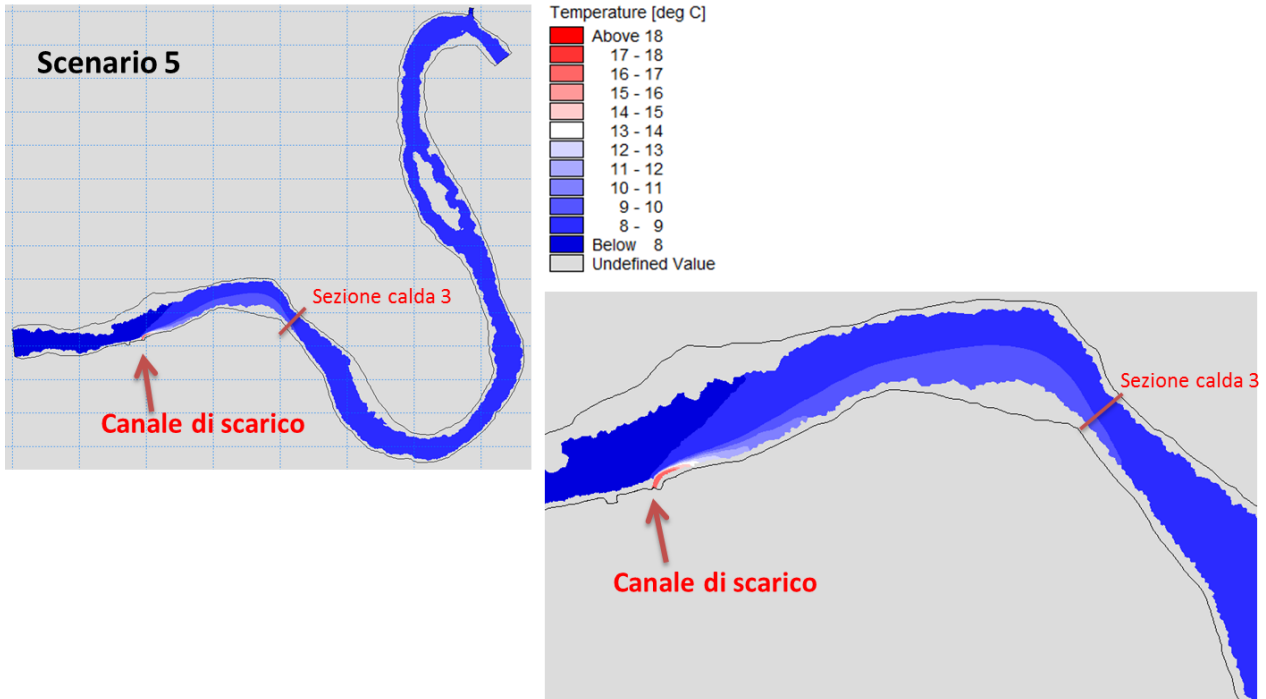 Scenario 5
Sezione calda 3
Canale di scarico
Temperature [deg C]
Above 18
17 - 18
16 - 17
15 - 16
14 - 15
13 - 14
12 - 13
11 - 12
10 - 11
9 - 10
8 - 9
Below 8
Undefined Value
Sezione calda 3
Canale di scarico